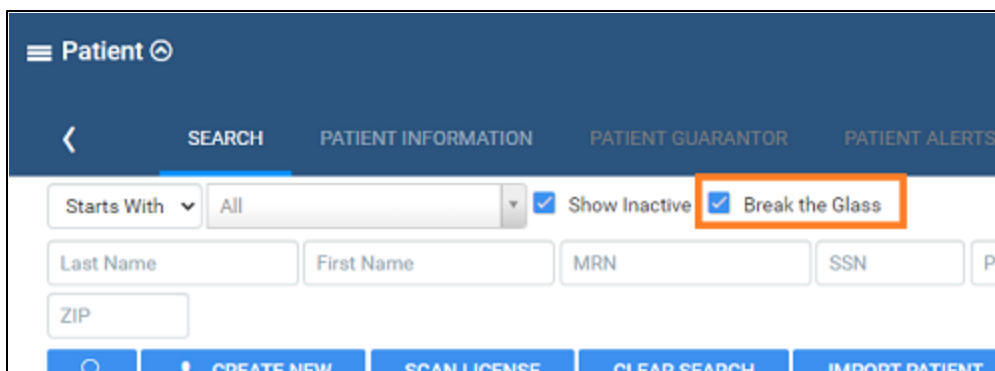 Patient
SEARCH PATIENT INFORMATION PATIENT GUARANTOR PATIENT ALERTS
Starts With All Show Inactive Break the Glass
Last Name First Name MRN SSN P
ZIP
CREATE NEW SCAN LICENSE CLEAR SEARCH IMPORT PATIENT